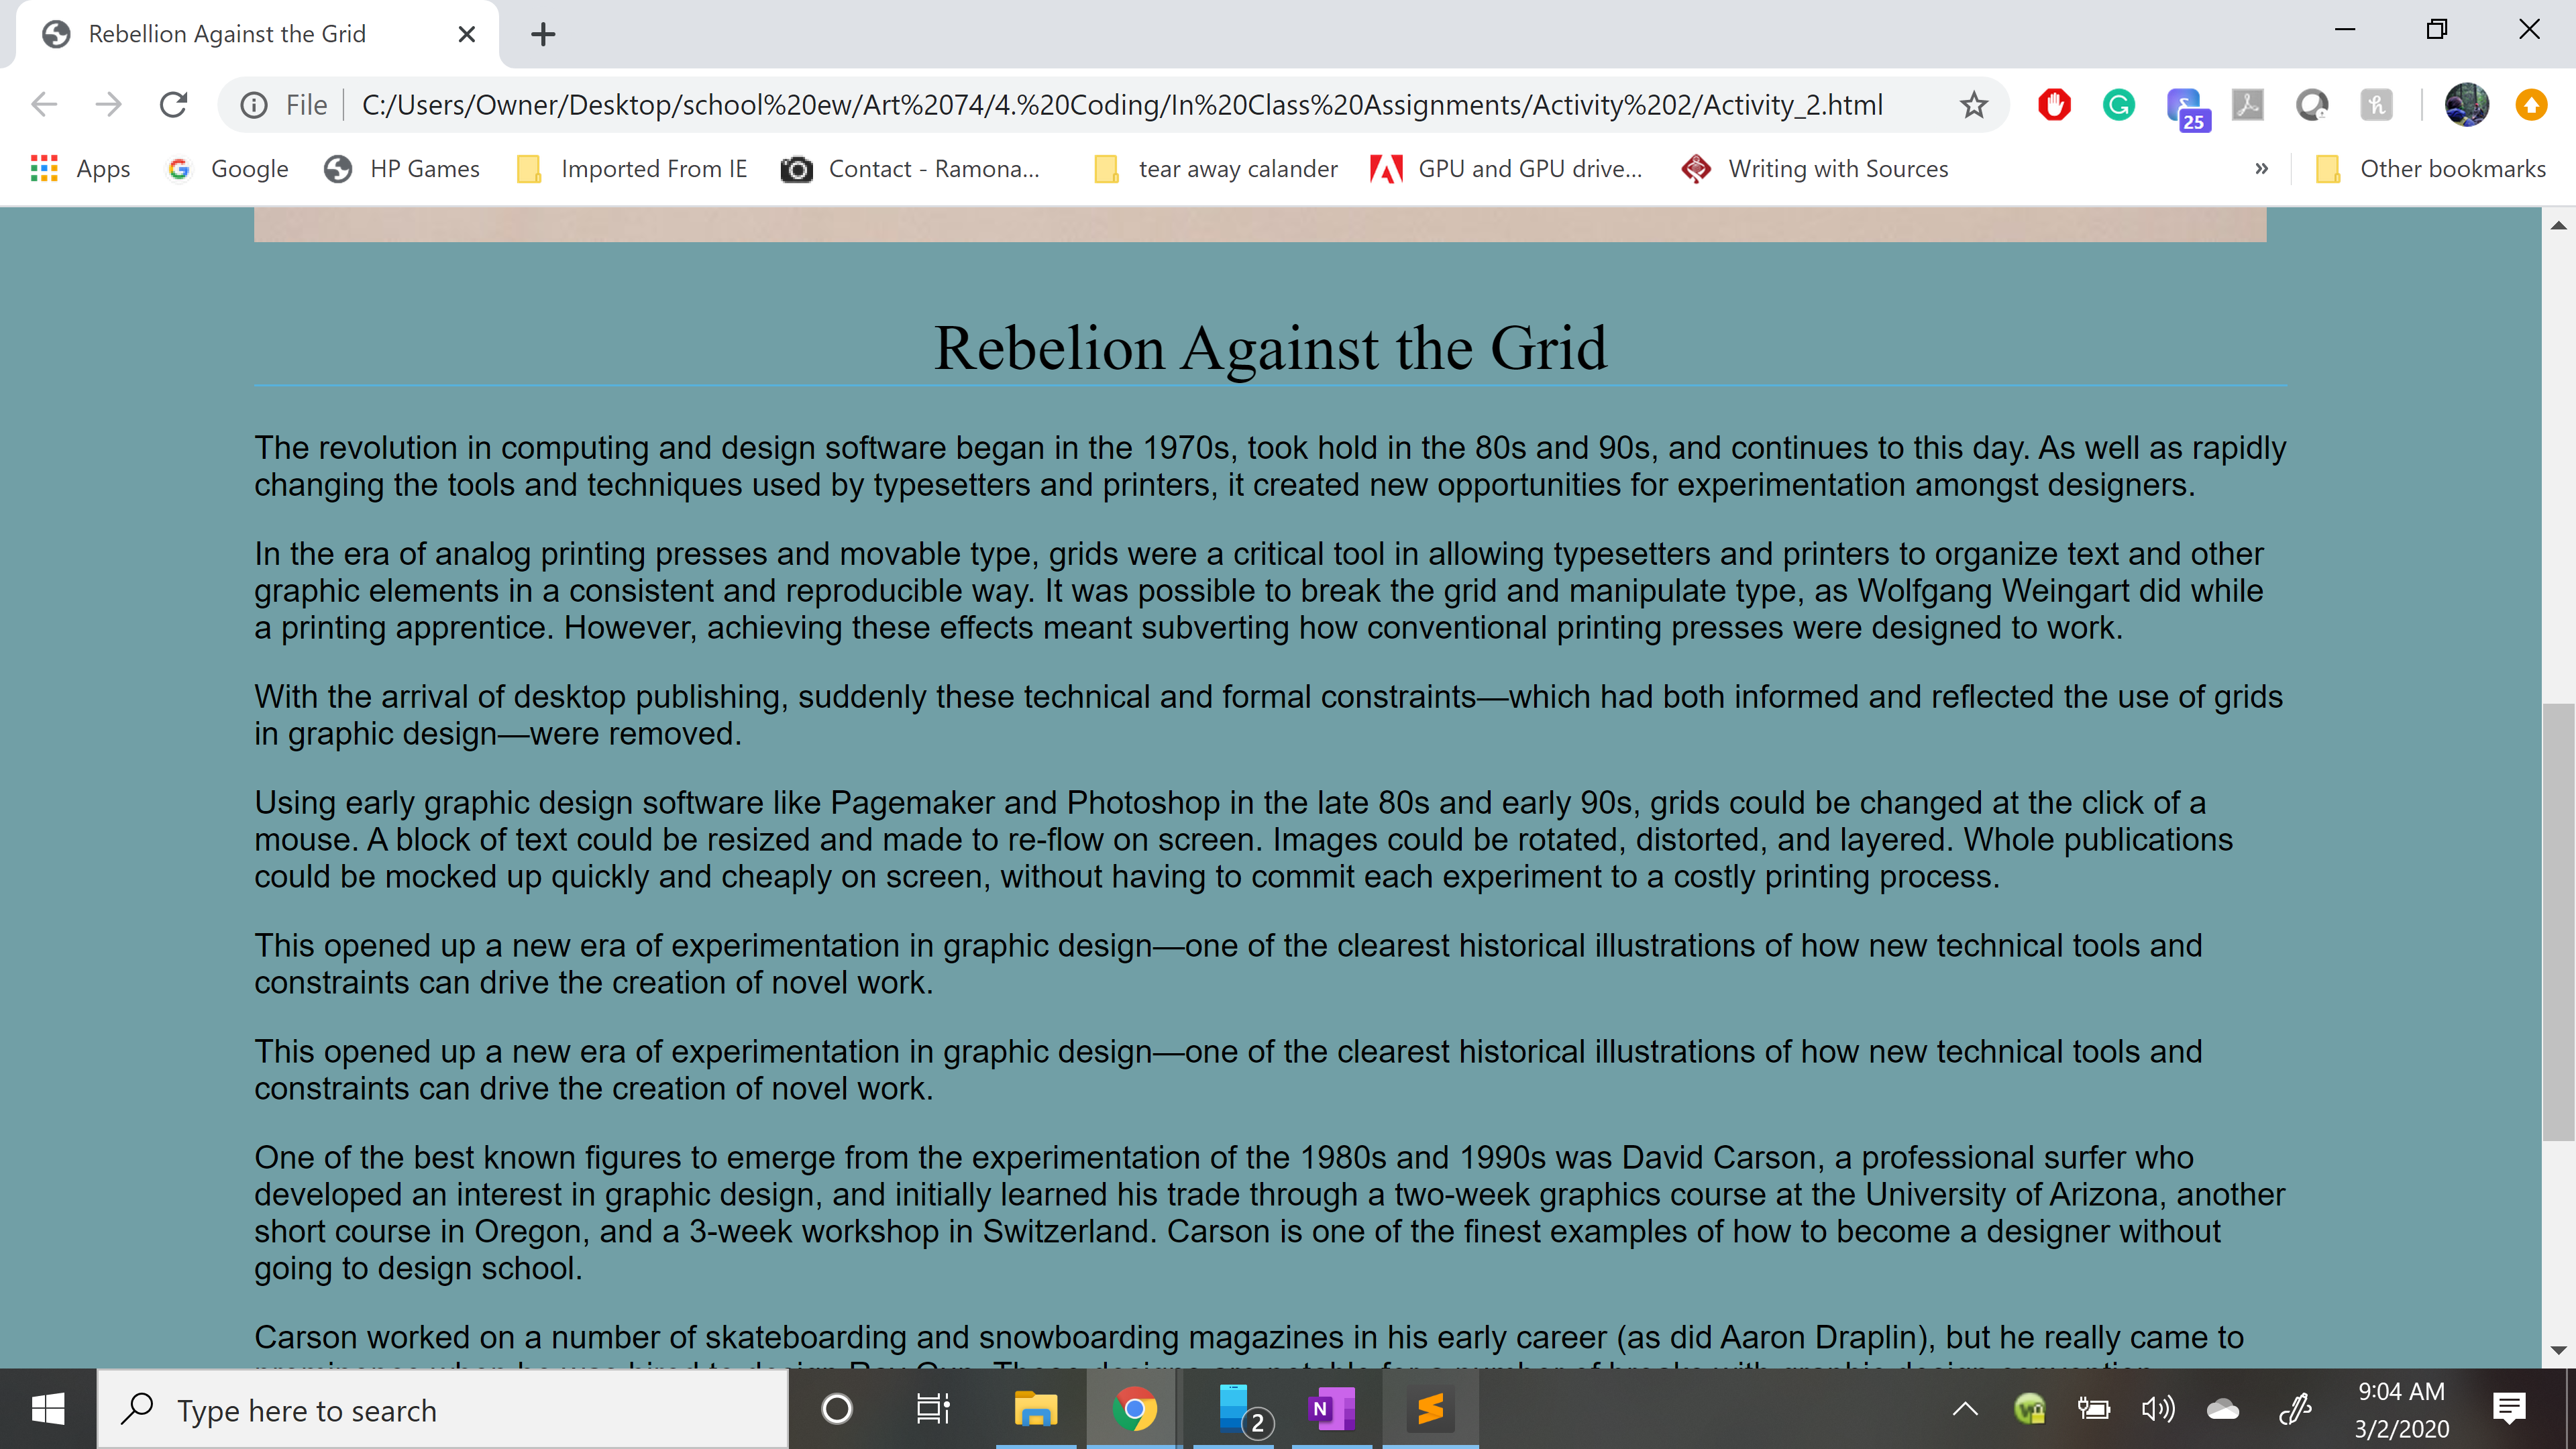 Rebellion Against the Grid
File
C:/Users/Owner/Desktop/school%20ew/Art%2074/4.%20Coding/In%20Class%20Assignments/Activity%202/Activity_2.html
25
Apps
Google
HP Games
Imported From IE
Contact - Ramona...
tear away calander
GPU and GPU drive...
Writing with Sources
»
Other bookmarks
Rebelion Against the Grid
The revolution in computing and design software began in the 1970s, took hold in the 80s and 90s, and continues to this day. As well as rapidly
changing the tools and techniques used by typesetters and printers, it created new opportunities for experimentation amongst designers.
In the era of analog printing presses and movable type, grids were a critical tool in allowing typesetters and printers to organize text and other
graphic elements in a consistent and reproducible way. It was possible to break the grid and manipulate type, as Wolfgang Weingart did while
a printing apprentice. However, achieving these effects meant subverting how conventional printing presses were designed to work.
With the arrival of desktop publishing, suddenly these technical and formal constraints—which had both informed and reflected the use of grids
in graphic design—were removed.
Using early graphic design software like Pagemaker and Photoshop in the late 80s and early 90s, grids could be changed at the click of a
mouse. A block of text could be resized and made to re-flow on screen. Images could be rotated, distorted, and layered. Whole publications
could be mocked up quickly and cheaply on screen, without having to commit each experiment to a costly printing process.
This opened up a new era of experimentation in graphic design—one of the clearest historical illustrations of how new technical tools and
constraints can drive the creation of novel work.
This opened up a new era of experimentation in graphic design—one of the clearest historical illustrations of how new technical tools and
constraints can drive the creation of novel work.
One of the best known figures to emerge from the experimentation of the 1980s and 1990s was David Carson, a professional surfer who
developed an interest in graphic design, and initially learned his trade through a two-week graphics course at the University of Arizona, another
short course in Oregon, and a 3-week workshop in Switzerland. Carson is one of the finest examples of how to become a designer without
going to design school.
Carson worked on a number of skateboarding and snowboarding magazines in his early career (as did Aaron Draplin), but he really came to
prominence when he was hired to design Ray Gun. These designs are notable for a number of breaks with graphic design convention
Type here to search
2
N
9:04 AM
3/2/2020